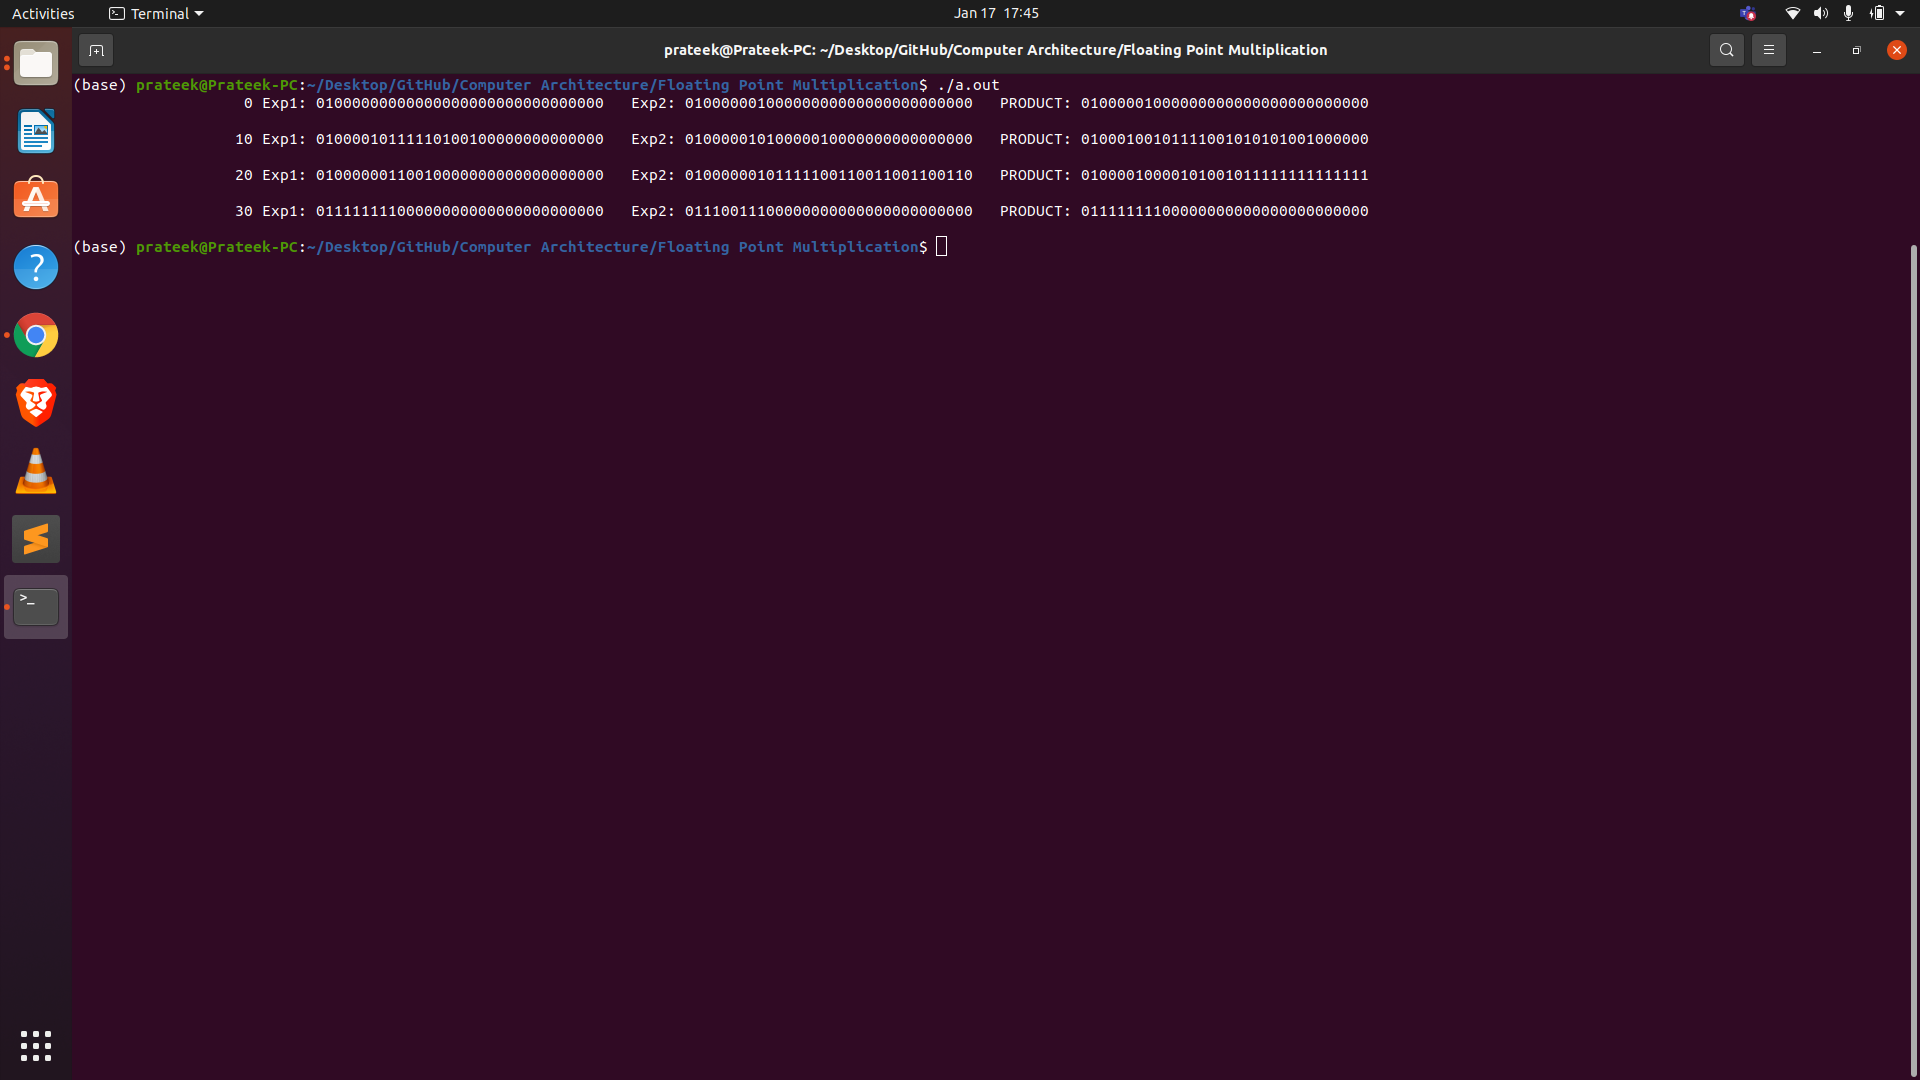 Activities Terminal Jan 17 17:45
prateek@Prateek-PC: ~/Desktop/GitHub/Computer Architecture/Floating Point Multiplication
(base) prateek@Prateek-PC:~/Desktop/GitHub/Computer Architecture/Floating Point Multiplication$ ./a.out
0 Exp1: 01000000000000000000000000000000 Exp2: 01000000100000000000000000000000 PRODUCT: 01000001000000000000000000000000
10 Exp1: 01000010111110100100000000000000 Exp2: 01000001010000010000000000000000 PRODUCT: 01000100101111001010101001000000
20 Exp1: 01000000110010000000000000000000 Exp2: 01000000101111100110011001100110 PRODUCT: 01000010000101001011111111111111
30 Exp1: 01111111100000000000000000000000 Exp2: 01110011100000000000000000000000 PRODUCT: 01111111100000000000000000000000
(base) prateek@Prateek-PC:~/Desktop/GitHub/Computer Architecture/Floating Point Multiplication$